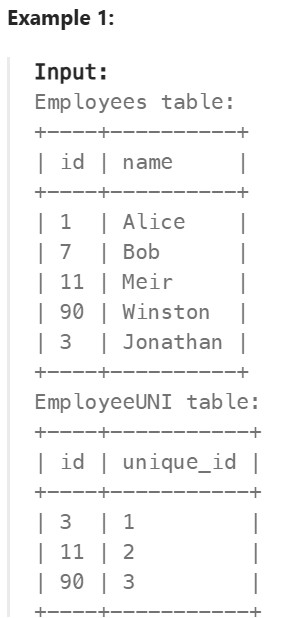 Example 1:
Input:
Employees table:
+----+----------+
| id | name     |
+----+----------+
| 1  | Alice    |
| 7  | Bob      |
| 11 | Meir     |
| 90 | Winston  |
| 3  | Jonathan |
+----+----------+
EmployeeUNI table:
+----+-----------+
| id | unique_id |
+----+-----------+
| 3  | 1         |
| 11 | 2         |
| 90 | 3         |
+----+-----------+